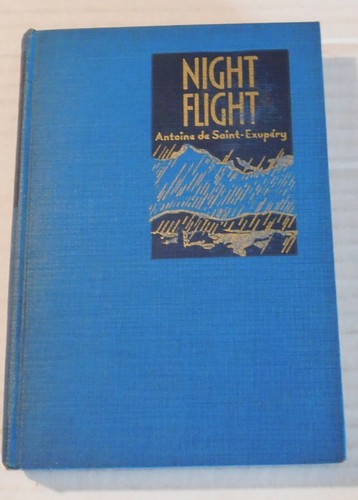 NIGHT
FLIGHT
Antoine de Saint-Exupéry